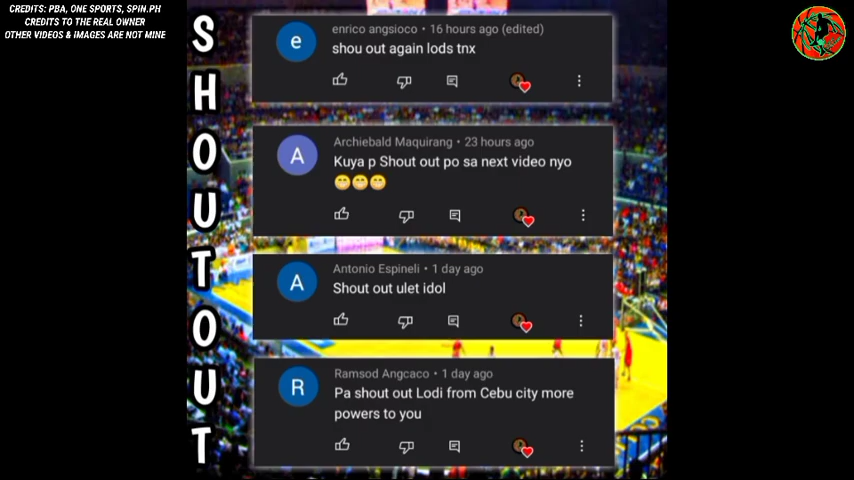 CREDITS: PBA, ONE SPORTS, SPIN.PH
CREDITS TO THE REAL OWNER
OTHER VIDEOS & IMAGES ARE NOT MINE
SHOUTOUT
e
enrico angsioco • 16 hours ago (edited)
shou out again lods tnx
A
Archiebald Maquirang • 23 hours ago
Kuya p Shout out po sa next video nyo
😁😁😁
A
Antonio Espineli • 1 day ago
Shout out ulet idol
R
Ramsod Angcaco • 1 day ago
Pa shout out Lodi from Cebu city more
powers to you